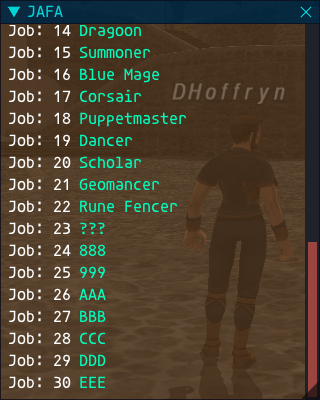 ▼ JAFA
Job: 14 Dragoon
Job: 15 Summoner
Job: 16 Blue Mage
DHoffryn
Job: 17 Corsair
Job: 18 Puppetmaster
Job: 19 Dancer
Job: 20 Scholar
Job: 21 Geomancer
Job: 22 Rune Fencer
Job: 23 ???
Job: 24 888
Job: 25 999
Job: 26 AAA
Job: 27 BBB
Job: 28 CCC
Job: 29 DDD
Job: 30 EEE